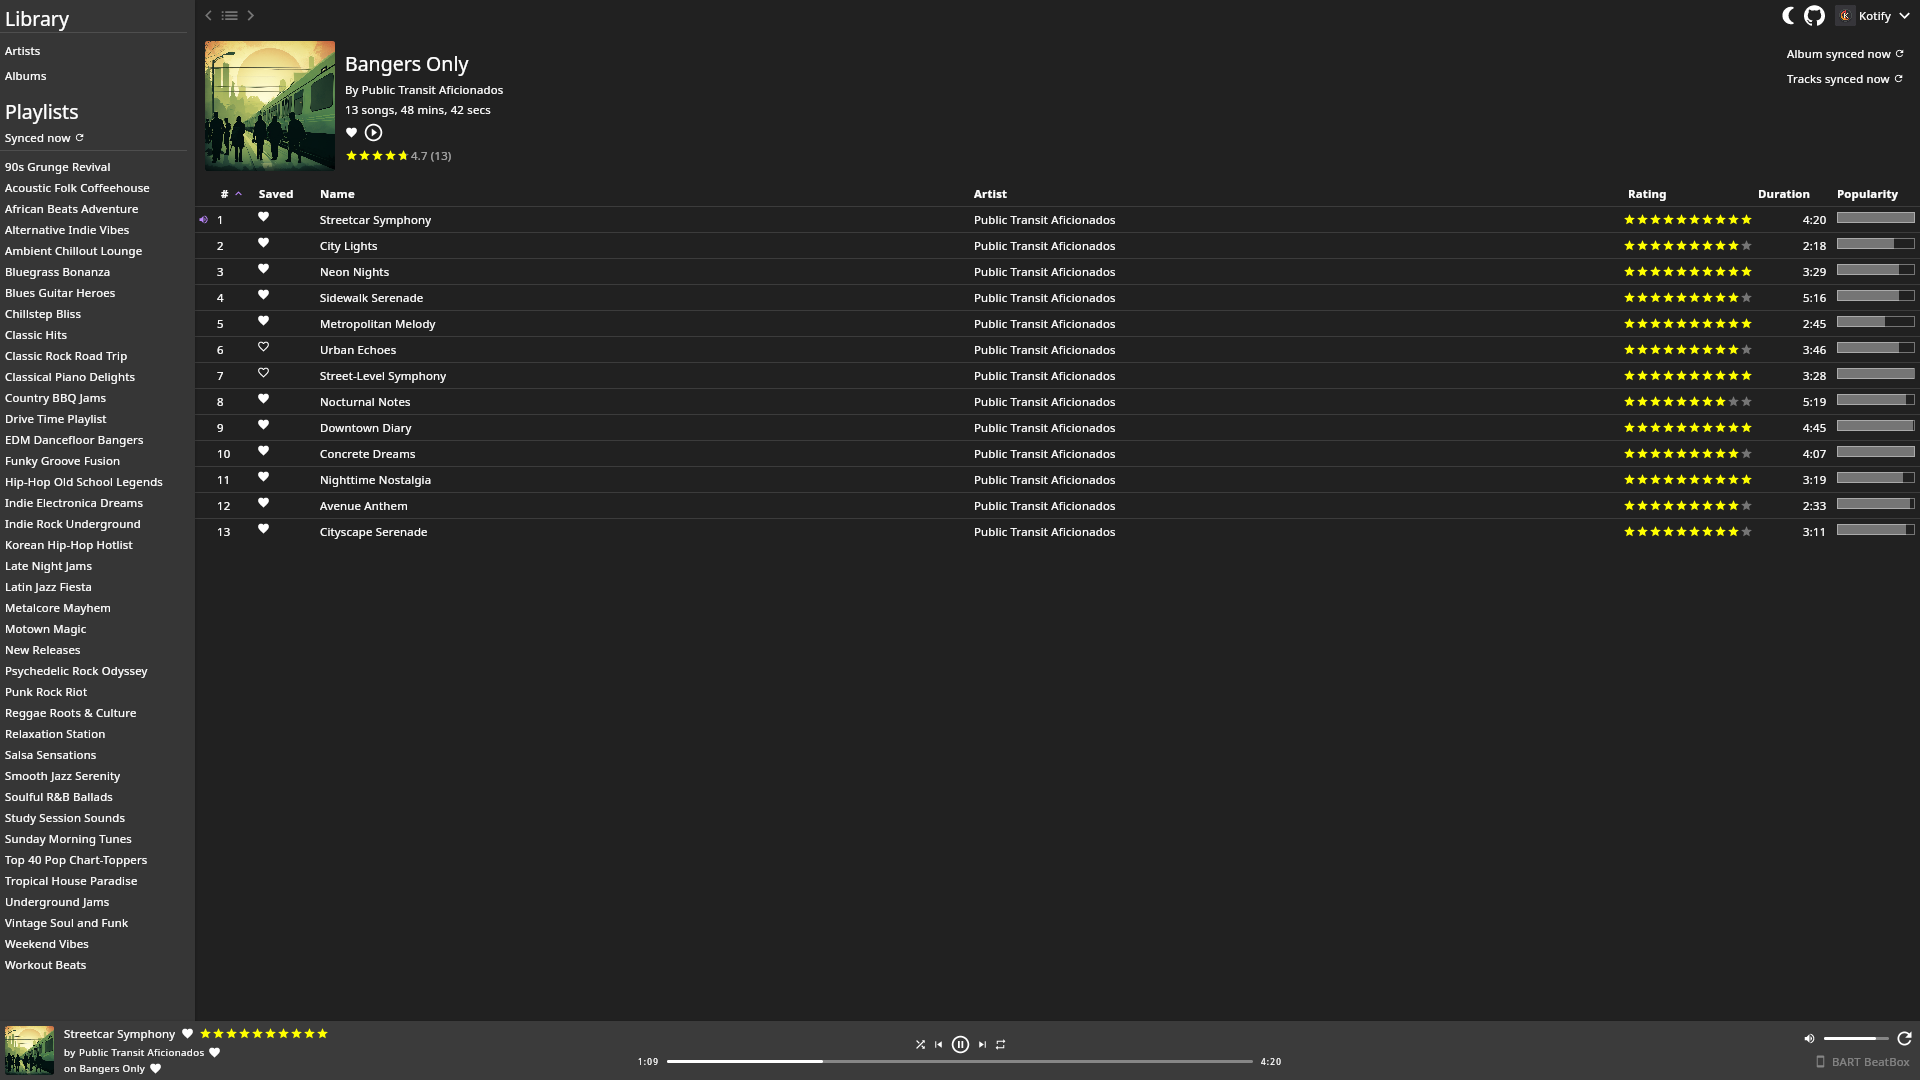 Library
Artists
Albums
Playlists
Synced now
90s Grunge Revival
Acoustic Folk Coffeehouse
African Beats Adventure
Alternative Indie Vibes
Ambient Chillout Lounge
Bluegrass Bonanza
Blues Guitar Heroes
Chillstep Bliss
Classic Hits
Classic Rock Road Trip
Classical Piano Delights
Country BBQ Jams
Drive Time Playlist
EDM Dancefloor Bangers
Funky Groove Fusion
Hip-Hop Old School Legends
Indie Electronica Dreams
Indie Rock Underground
Korean Hip-Hop Hotlist
Late Night Jams
Latin Jazz Fiesta
Metalcore Mayhem
Motown Magic
New Releases
Psychedelic Rock Odyssey
Punk Rock Riot
Reggae Roots & Culture
Relaxation Station
Salsa Sensations
Smooth Jazz Serenity
Soulful R&B Ballads
Study Session Sounds
Sunday Morning Tunes
Top 40 Pop Chart-Toppers
Tropical House Paradise
Underground Jams
Vintage Soul and Funk
Weekend Vibes
Workout Beats
Kotify
Album synced now
Tracks synced now
Bangers Only
By Public Transit Aficionados
13 songs, 48 mins, 42 secs
4.7 (13)
# Saved Name Artist Rating Duration Popularity
1 Streetcar Symphony Public Transit Aficionados 4:20
2 City Lights Public Transit Aficionados 2:18
3 Neon Nights Public Transit Aficionados 3:29
4 Sidewalk Serenade Public Transit Aficionados 5:16
5 Metropolitan Melody Public Transit Aficionados 2:45
6 Urban Echoes Public Transit Aficionados 3:46
7 Street-Level Symphony Public Transit Aficionados 3:28
8 Nocturnal Notes Public Transit Aficionados 5:19
9 Downtown Diary Public Transit Aficionados 4:45
10 Concrete Dreams Public Transit Aficionados 4:07
11 Nighttime Nostalgia Public Transit Aficionados 3:19
12 Avenue Anthem Public Transit Aficionados 2:33
13 Cityscape Serenade Public Transit Aficionados 3:11
Streetcar Symphony
by Public Transit Aficionados
on Bangers Only
1:09 4:20
BART BeatBox